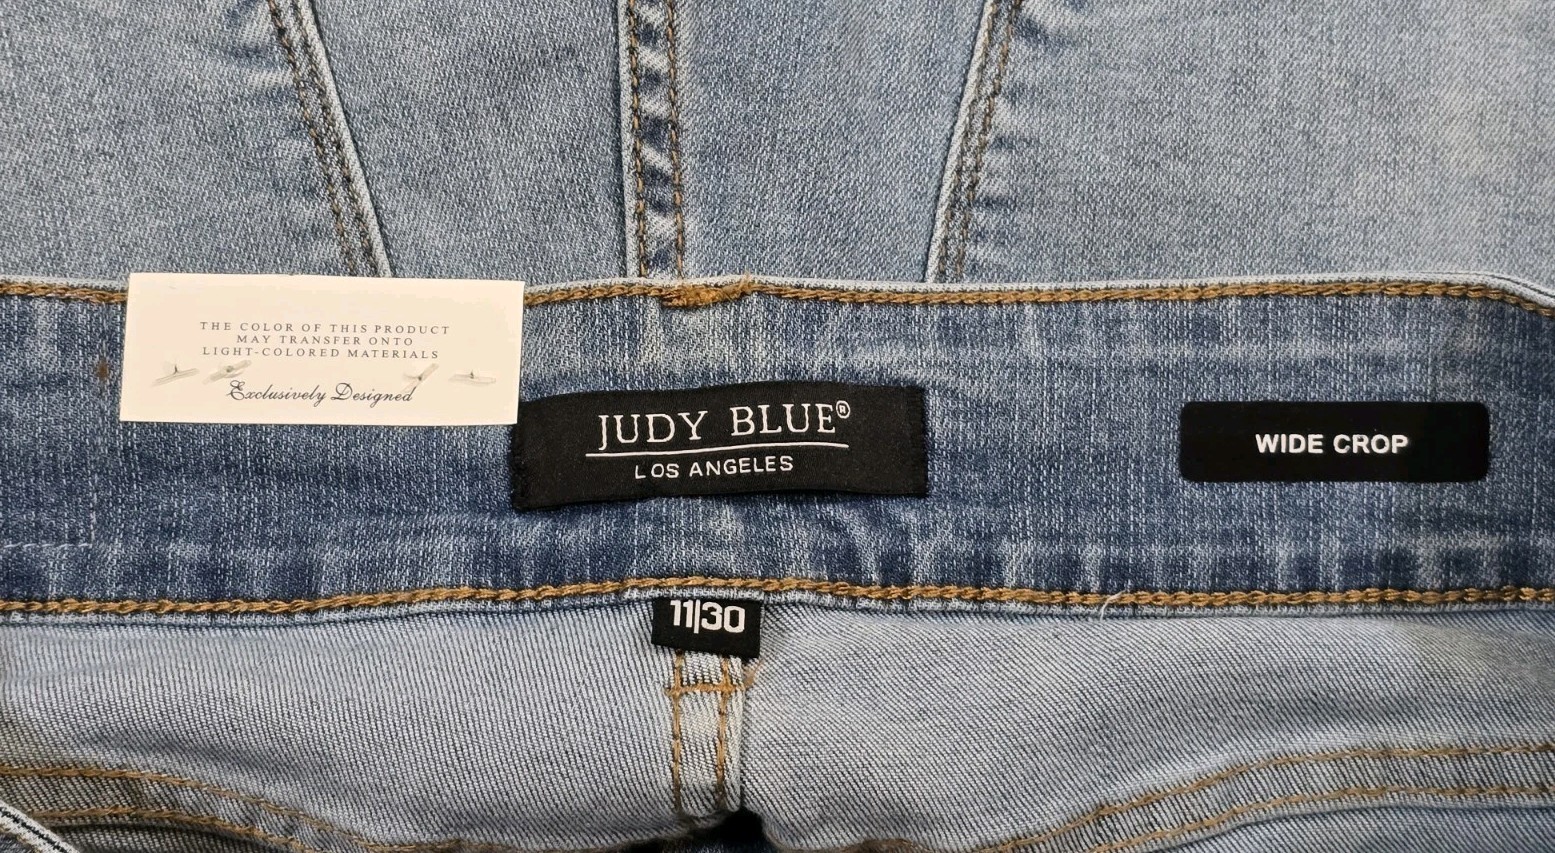 THE COLOR OF THIS PRODUCT
MAY TRANSFER ONTO
LIGHT-COLORED MATERIALS
Exclusively Designed
JUDY BLUE®
LOS ANGELES
WIDE CROP
11|30